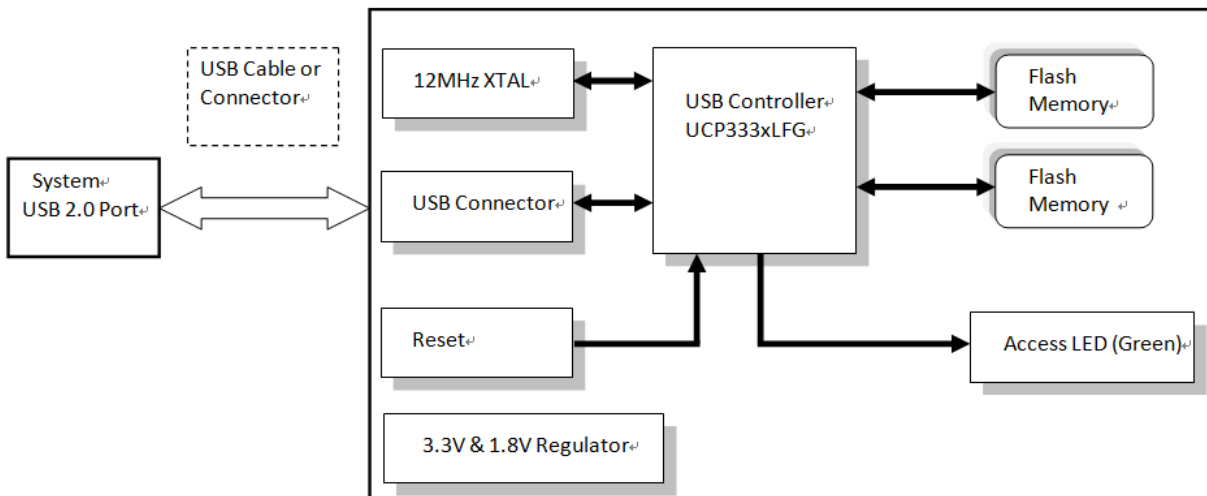 USB Cable or
Connector
System
USB 2.0 Port
12MHz XTAL
USB Connector
Reset
3.3V & 1.8V Regulator
USB Controller
UCP333xLFG
Flash
Memory
Flash
Memory
Access LED (Green)